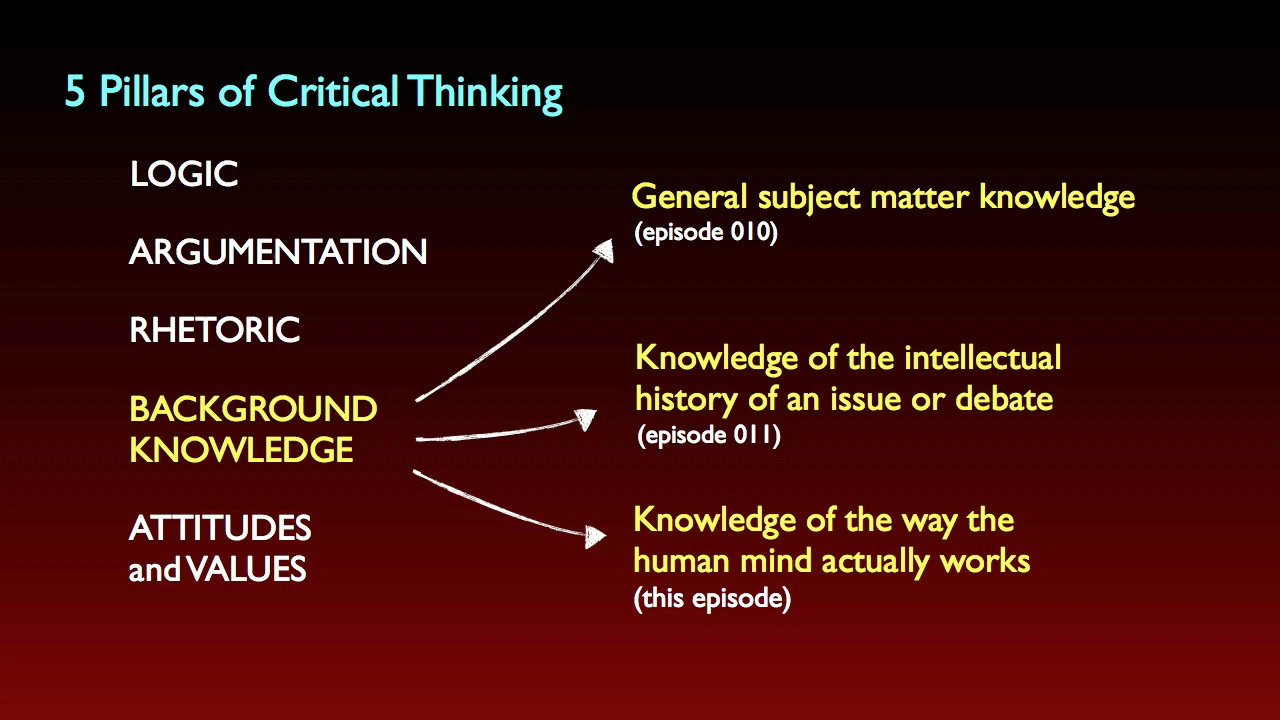 5 Pillars of Critical Thinking
LOGIC
ARGUMENTATION
RHETORIC
BACKGROUND
KNOWLEDGE
ATTITUDES
and VALUES
General subject matter knowledge
(episode 010)
Knowledge of the intellectual
history of an issue or debate
(episode 011)
Knowledge of the way the
human mind actually works
(this episode)